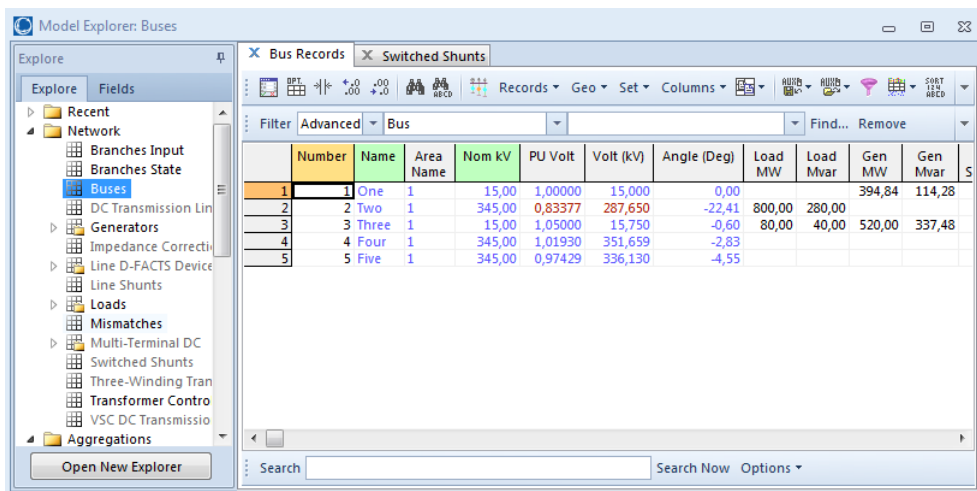 Model Explorer: Buses
Explore
Explore Fields
Recent
Network
Branches Input
Branches State
Buses
DC Transmission Lin
Generators
Impedance Correcti
Line D-FACTS Device
Line Shunts
Loads
Mismatches
Multi-Terminal DC
Switched Shunts
Three-Winding Tran
Transformer Contro
VSC DC Transmissio
Aggregations
Open New Explorer
X Bus Records X Switched Shunts
Records Geo Set Columns
Filter Advanced Bus Find... Remove
Number Name Area Name Nom kV PU Volt Volt (kV) Angle (Deg) Load MW Load Mvar Gen MW Gen Mvar S
1 1 One 1 15,00 1,00000 15,000 0,00 394,84 114,28
2 2 Two 1 345,00 0,83377 287,650 -22,41 800,00 280,00
3 3 Three 1 15,00 1,05000 15,750 -0,60 80,00 40,00 520,00 337,48
4 4 Four 1 345,00 1,01930 351,659 -2,83
5 5 Five 1 345,00 0,97429 336,130 -4,55
Search Search Now Options